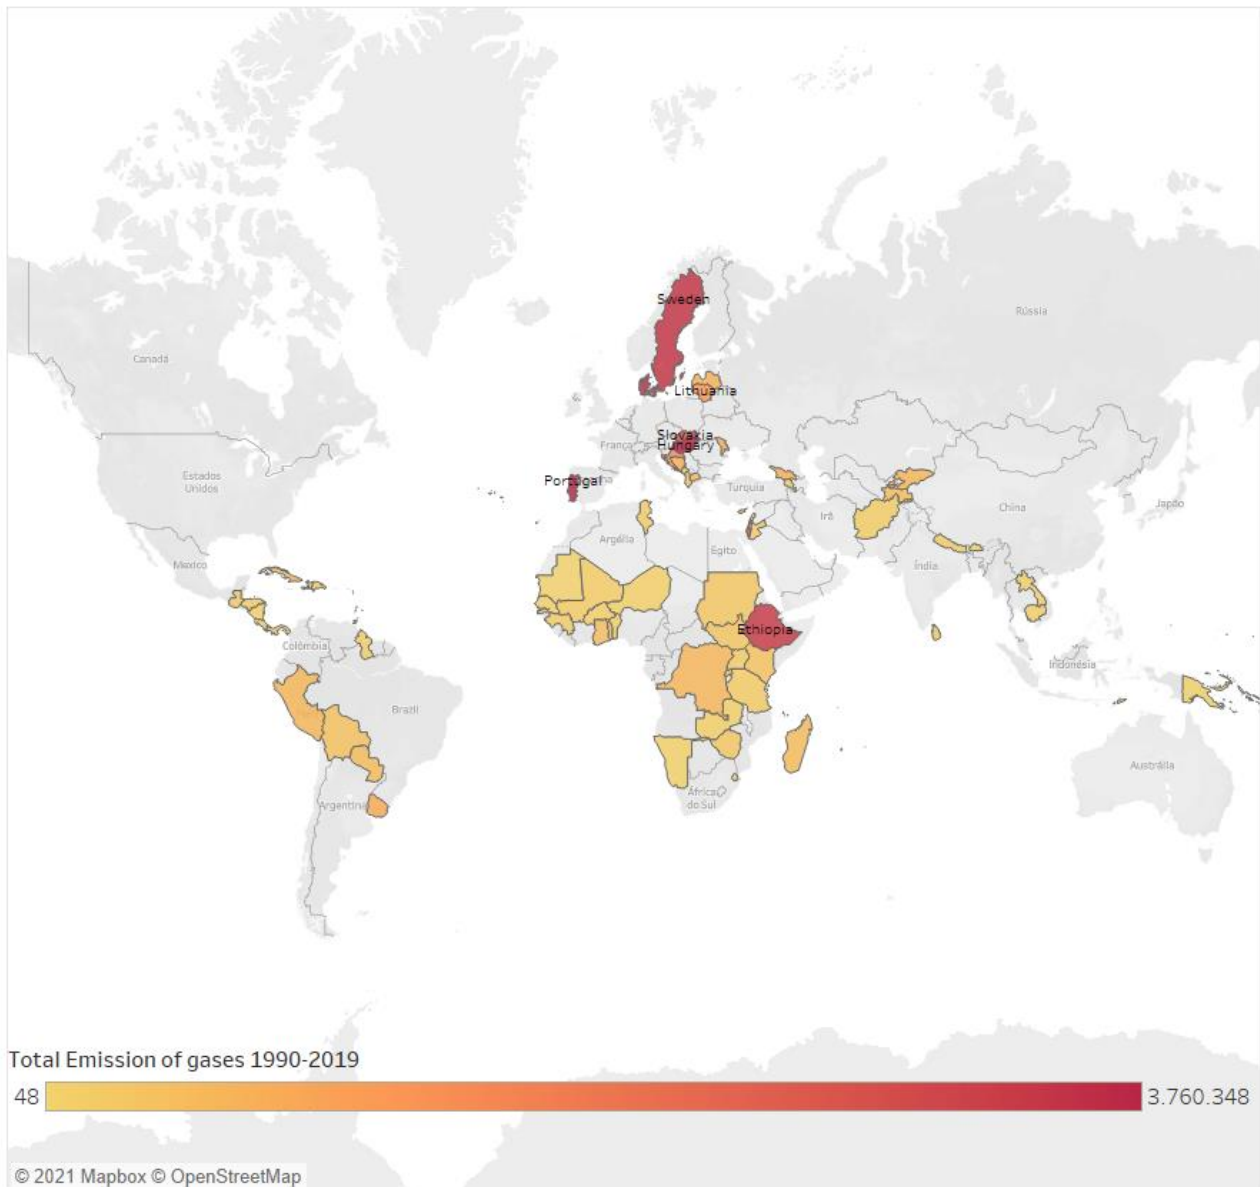 Sweden
Rússia
Canadá
Lithuania
Slovakia
França
Hungary
Estados
Unidos
Portugal
Turquia
Irã
China
Japão
Argélia
Egito
Mexico
Índia
Ethiopia
Colômbia
Indonésia
Brazil
Austrália
África
do Sul
Argentina
Total Emission of gases 1990-2019
48
3.760.348
© 2021 Mapbox © OpenStreetMap